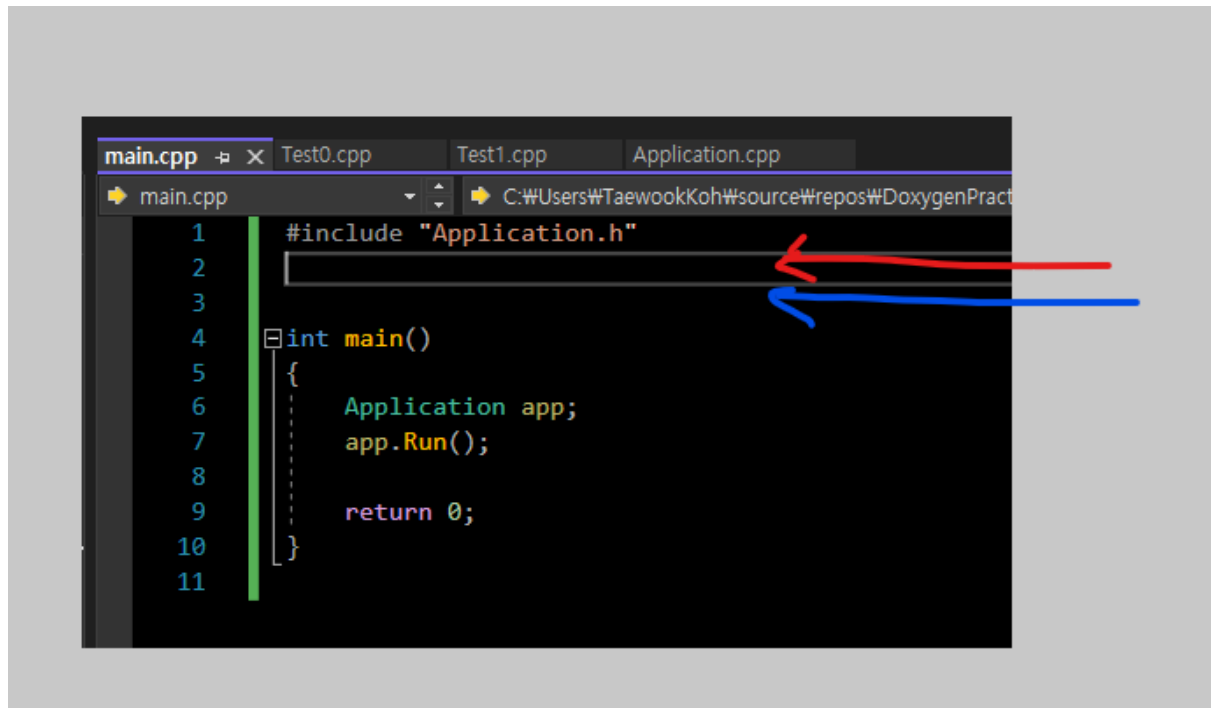 main.cpp Test0.cpp Test1.cpp Application.cpp
main.cpp C:₩Users₩TaewookKoh₩source₩repos₩DoxygenPract
1 #include "Application.h"
2
3
4 int main()
5 {
6 Application app;
7 app.Run();
8
9 return 0;
10 }
11